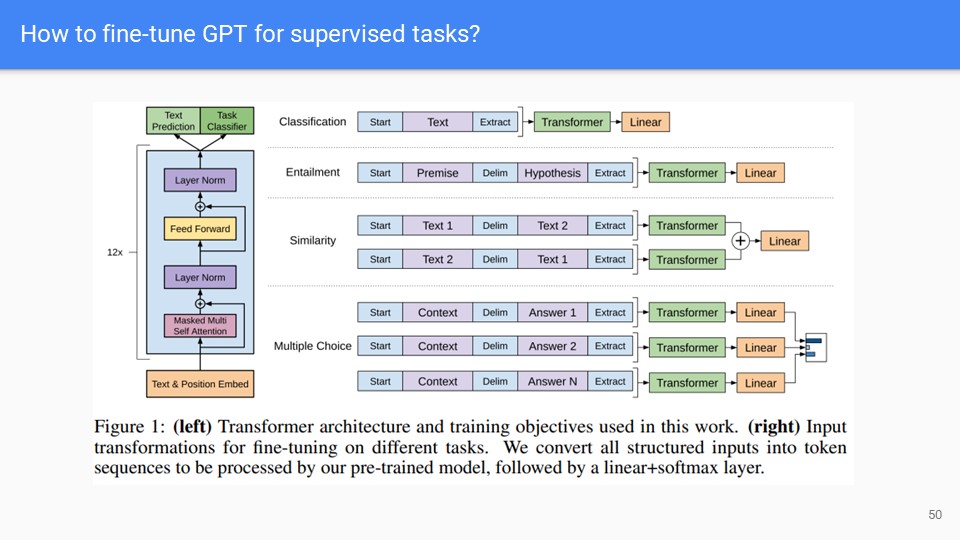 How to fine-tune GPT for supervised tasks?
Text Prediction
Task Classifier
Layer Norm
Feed Forward
12x
Layer Norm
Masked Multi Self Attention
Text & Position Embed
Classification Start Text Extract Transformer Linear
Entailment Start Premise Delim Hypothesis Extract Transformer Linear
Similarity
Start Text 1 Delim Text 2 Extract Transformer
+ Linear
Start Text 2 Delim Text 1 Extract Transformer
Multiple Choice
Start Context Delim Answer 1 Extract Transformer Linear
Start Context Delim Answer 2 Extract Transformer Linear
Start Context Delim Answer N Extract Transformer Linear
Figure 1: (left) Transformer architecture and training objectives used in this work. (right) Input
transformations for fine-tuning on different tasks. We convert all structured inputs into token
sequences to be processed by our pre-trained model, followed by a linear+softmax layer.
50